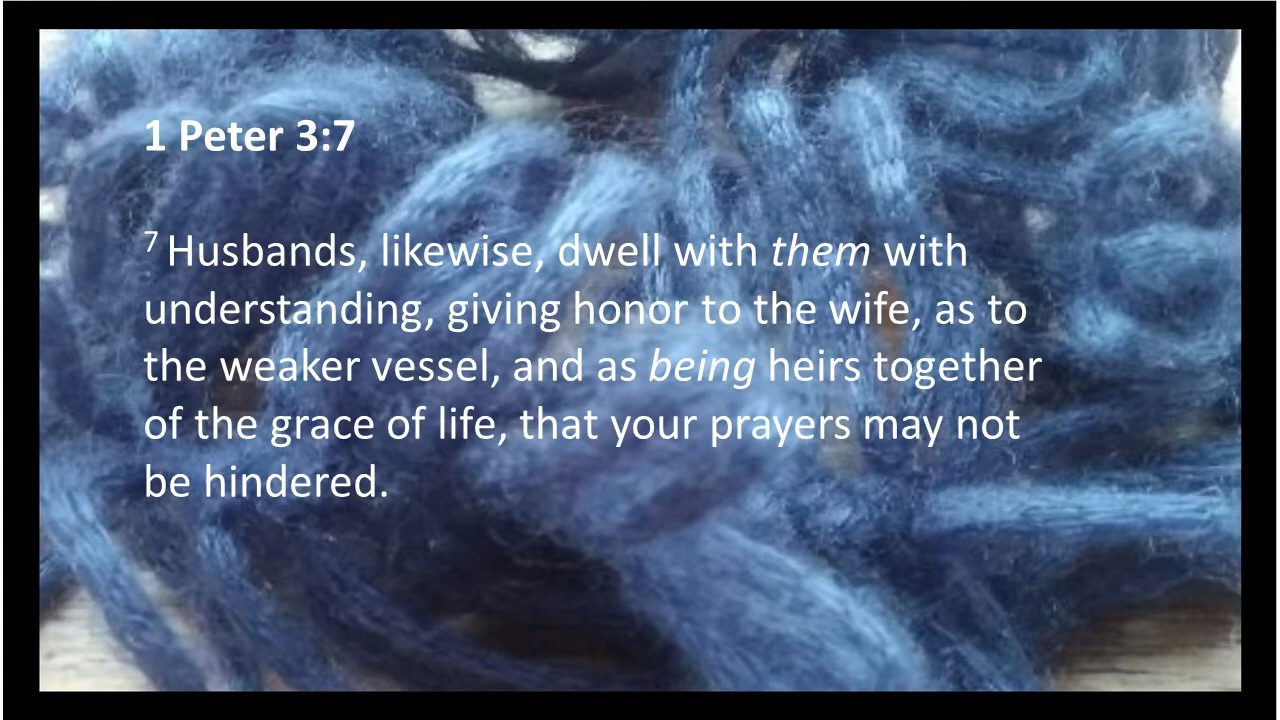 1 Peter 3:7
7 Husbands, likewise, dwell with them with
understanding, giving honor to the wife, as to
the weaker vessel, and as being heirs together
of the grace of life, that your prayers may not
be hindered.